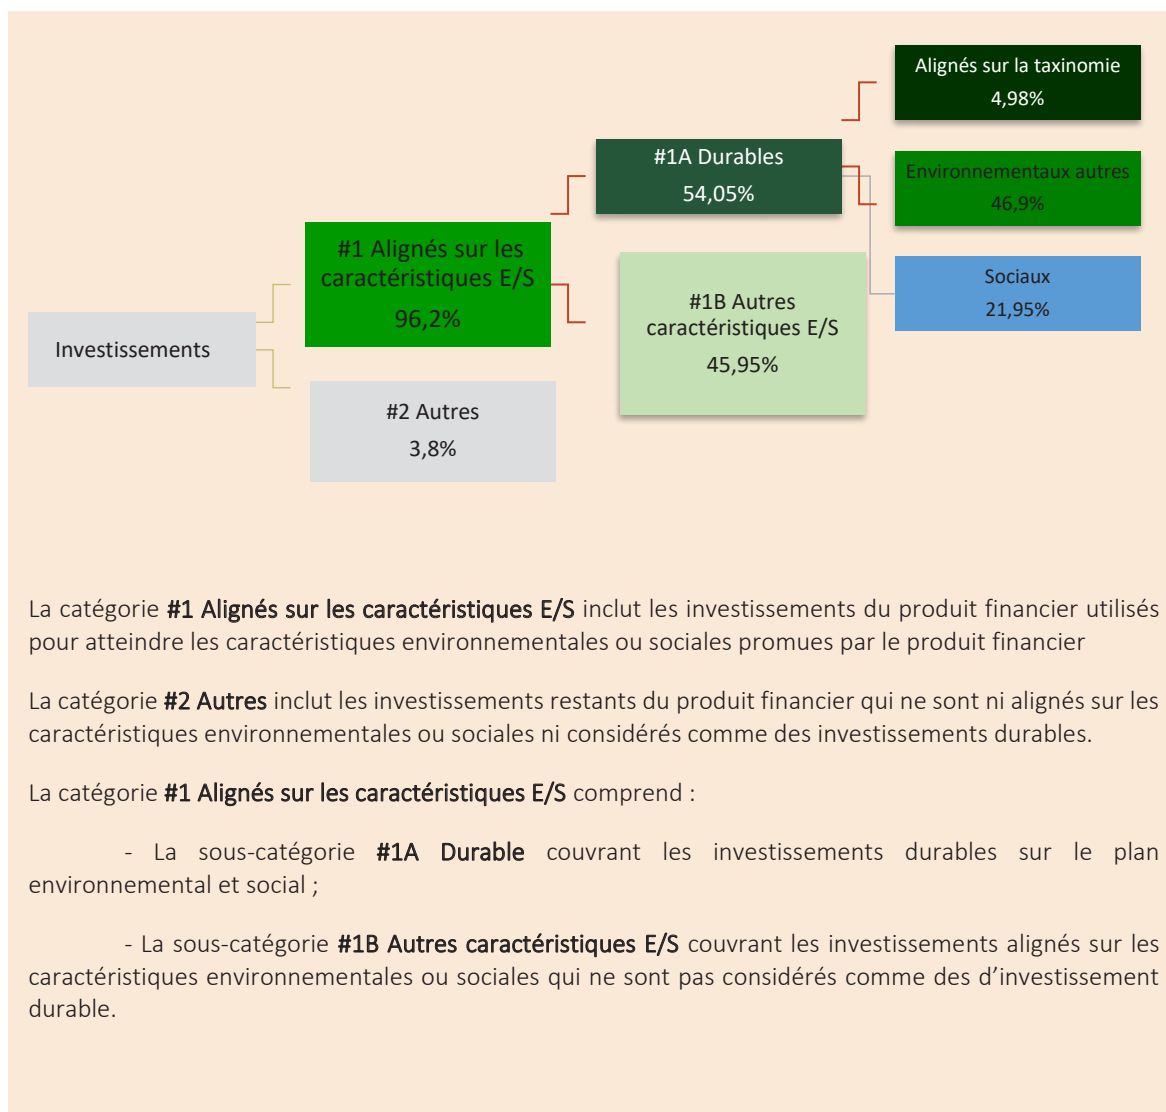 Alignés sur la taxinomie
4,98%
#1A Durables
54,05%
Environnementaux autres
46,9%
#1 Alignés sur les
caractéristiques E/S
96,2%
Sociaux
21,95%
#1B Autres
caractéristiques E/S
45,95%
Investissements
#2 Autres
3,8%
La catégorie #1 Alignés sur les caractéristiques E/S inclut les investissements du produit financier utilisés
pour atteindre les caractéristiques environnementales ou sociales promues par le produit financier
La catégorie #2 Autres inclut les investissements restants du produit financier qui ne sont ni alignés sur les
caractéristiques environnementales ou sociales ni considérés comme des investissements durables.
La catégorie #1 Alignés sur les caractéristiques E/S comprend :
- La sous-catégorie #1A Durable couvrant les investissements durables sur le plan
environnemental et social ;
- La sous-catégorie #1B Autres caractéristiques E/S couvrant les investissements alignés sur les
caractéristiques environnementales ou sociales qui ne sont pas considérés comme des d’investissement
durable.